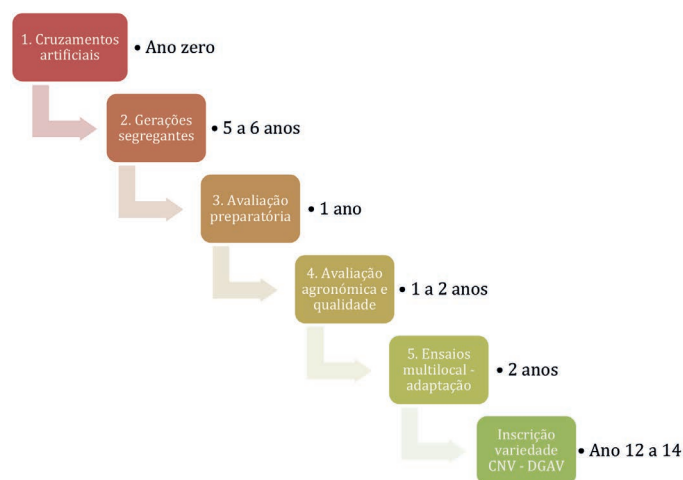 1. Cruzamentos
artificiais
• Ano zero
2. Gerações
segregantes
• 5 a 6 anos
3. Avaliação
preparatória
• 1 ano
4. Avaliação
agronómica e
qualidade
• 1 a 2 anos
5. Ensaios
multilocal -
adaptação
• 2 anos
Inscrição
variedade
CNV - DGAV
• Ano 12 a 14